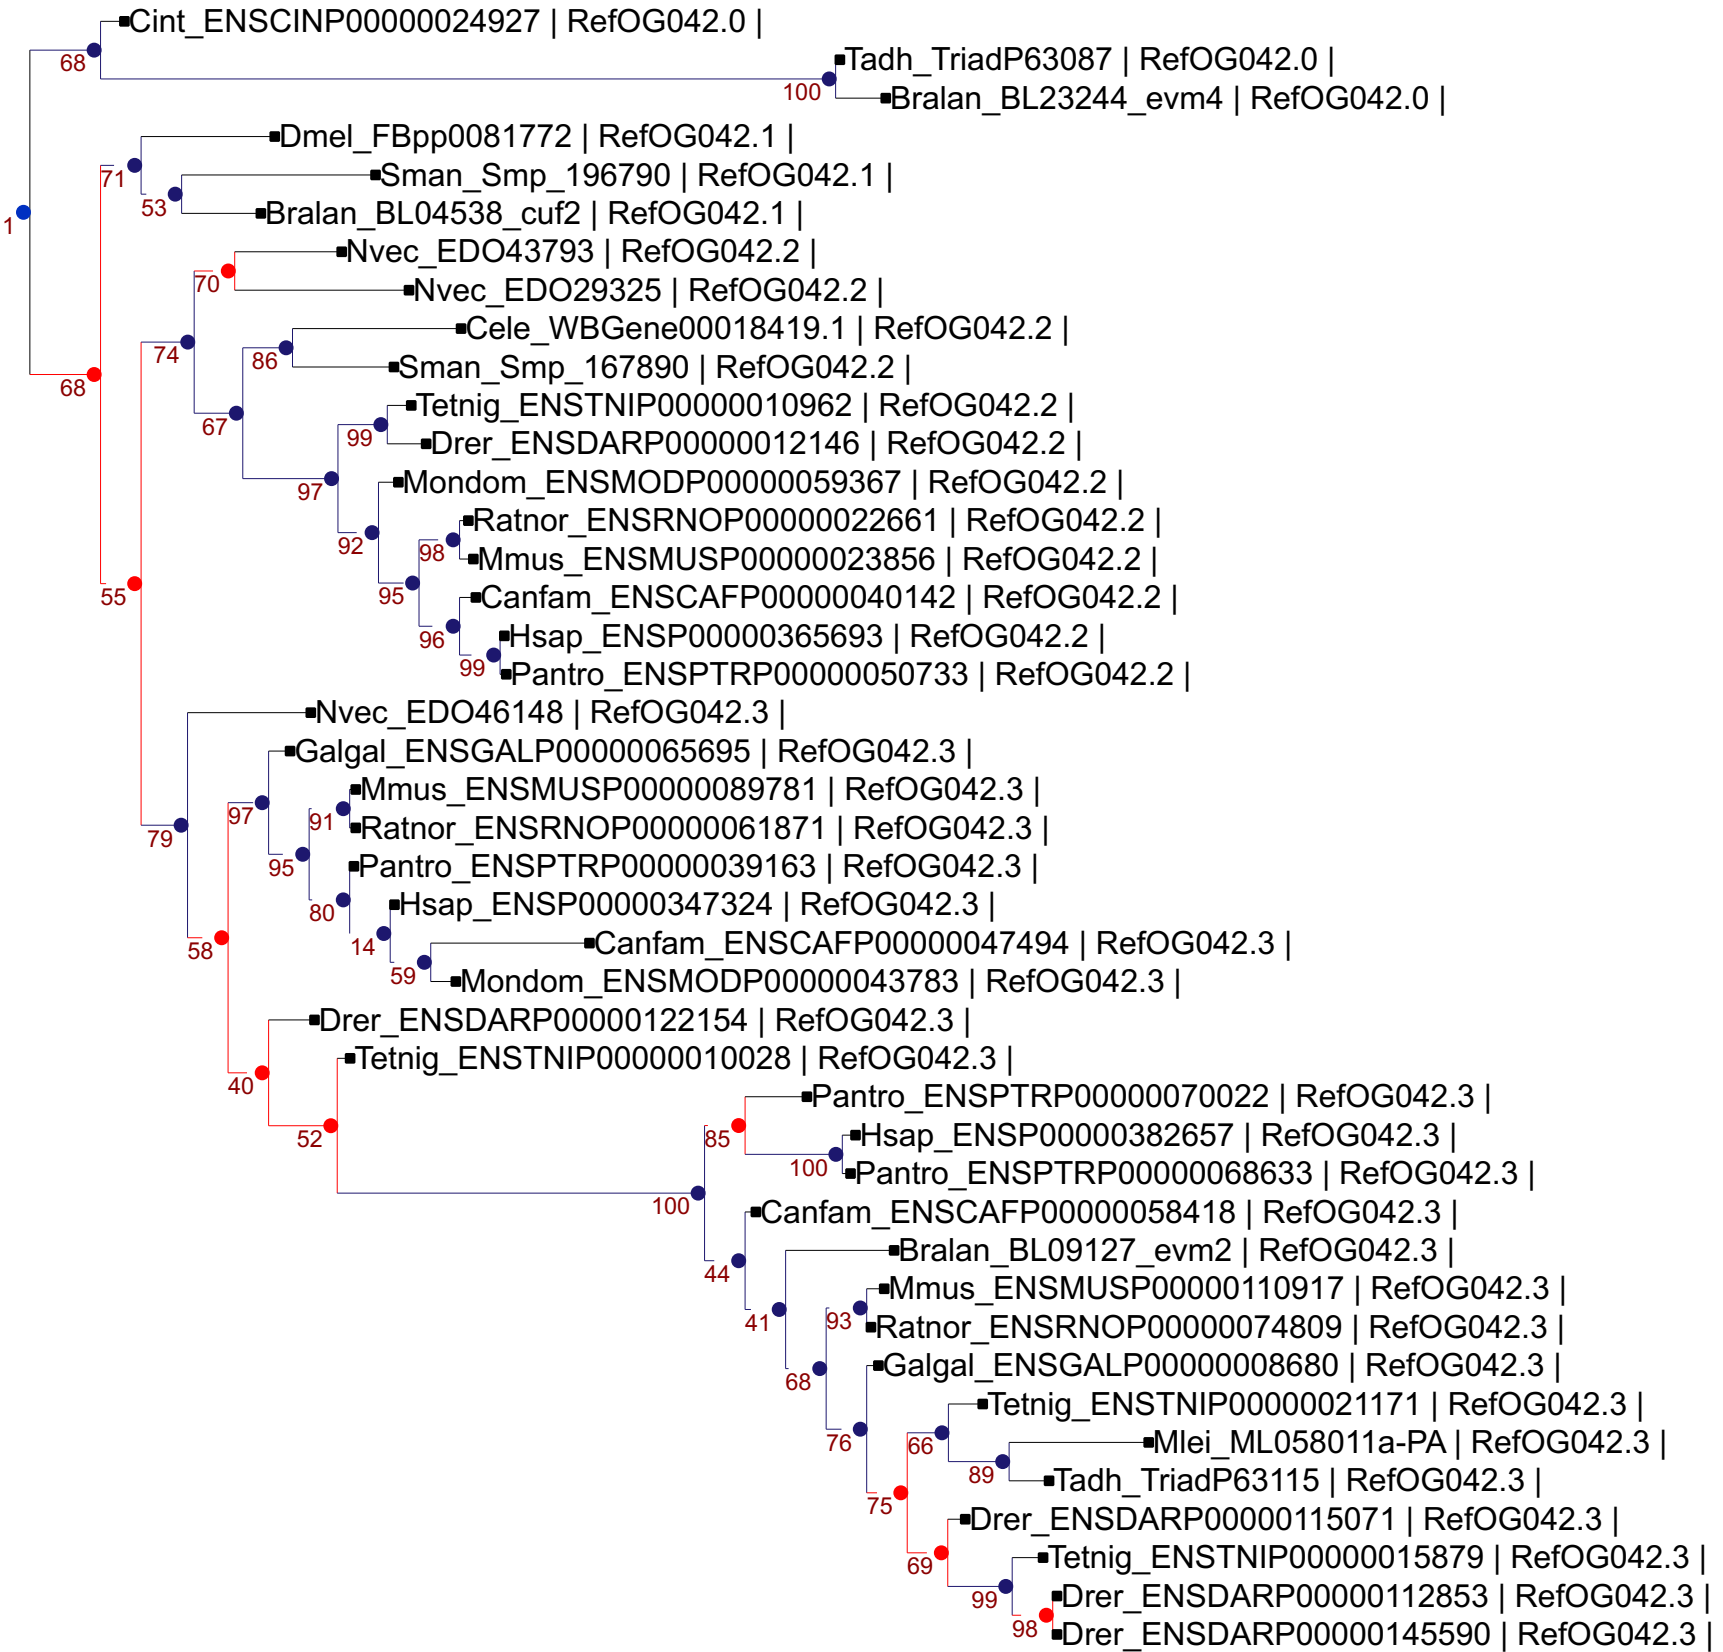 Cint_ENSCINP00000024927 | RefOG042.0 |
68
Tadh_TriadP63087 | RefOG042.0 |
100
Bralan_BL23244_evm4 | RefOG042.0 |
Dmel_FBpp0081772 | RefOG042.1 |
71
Sman_Smp_196790 | RefOG042.1 |
53
Bralan_BL04538_cuf2 | RefOG042.1 |
1
Nvec_EDO43793 | RefOG042.2 |
70
Nvec_EDO29325 | RefOG042.2 |
Cele_WBGene00018419.1 | RefOG042.2 |
74
86
Sman_Smp_167890 | RefOG042.2 |
68
Tetnig_ENSTNIP00000010962 | RefOG042.2 |
67
99
Drer_ENSDARP00000012146 | RefOG042.2 |
Mondom_ENSMODP00000059367 | RefOG042.2 |
97
Ratnor_ENSRNOP00000022661 | RefOG042.2 |
92
98
Mmus_ENSMUSP00000023856 | RefOG042.2 |
55
95
Canfam_ENSCAFP00000040142 | RefOG042.2 |
96
Hsap_ENSP00000365693 | RefOG042.2 |
99
Pantro_ENSPTRP00000050733 | RefOG042.2 |
Nvec_EDO46148 | RefOG042.3 |
Galgal_ENSGALP00000065695 | RefOG042.3 |
Mmus_ENSMUSP00000089781 | RefOG042.3 |
97
91
Ratnor_ENSRNOP00000061871 | RefOG042.3 |
79
95
Pantro_ENSPTRP00000039163 | RefOG042.3 |
80
Hsap_ENSP00000347324 | RefOG042.3 |
58
14
Canfam_ENSCAFP00000047494 | RefOG042.3 |
59
Mondom_ENSMODP00000043783 | RefOG042.3 |
Drer_ENSDARP00000122154 | RefOG042.3 |
Tetnig_ENSTNIP00000010028 | RefOG042.3 |
40
Pantro_ENSPTRP00000070022 | RefOG042.3 |
52
85
Hsap_ENSP00000382657 | RefOG042.3 |
100
Pantro_ENSPTRP00000068633 | RefOG042.3 |
100
Canfam_ENSCAFP00000058418 | RefOG042.3 |
Bralan_BL09127_evm2 | RefOG042.3 |
44
Mmus_ENSMUSP00000110917 | RefOG042.3 |
41
93
Ratnor_ENSRNOP00000074809 | RefOG042.3 |
Galgal_ENSGALP00000008680 | RefOG042.3 |
68
Tetnig_ENSTNIP00000021171 | RefOG042.3 |
76
66
Mlei_ML058011a-PA | RefOG042.3 |
89
Tadh_TriadP63115 | RefOG042.3 |
75
Drer_ENSDARP00000115071 | RefOG042.3 |
69
Tetnig_ENSTNIP00000015879 | RefOG042.3 |
99
Drer_ENSDARP00000112853 | RefOG042.3 |
98
Drer_ENSDARP00000145590 | RefOG042.3 |